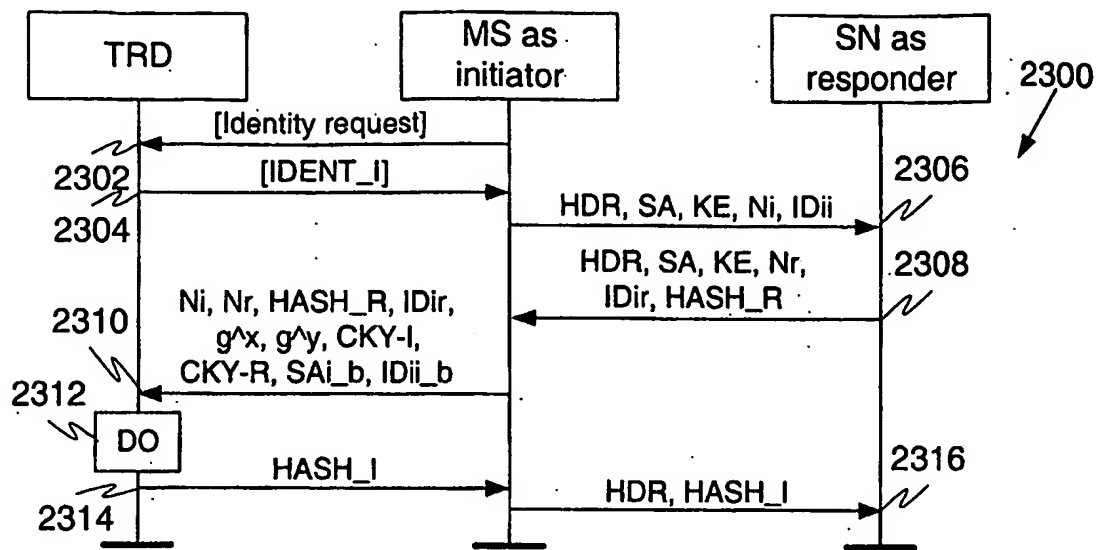 TRD
MS as
initiator
SN as
responder
2300
[Identity request]
2302
[IDENT_I]
2304
2306
HDR, SA, KE, Ni, IDii
HDR, SA, KE, Nr,
IDir, HASH_R
2308
Ni, Nr, HASH_R, IDir,
g^x, g^y, CKY-I,
CKY-R, SAi_b, IDii_b
2310
2312
DO
HASH_I
2314
2316
HDR, HASH_I